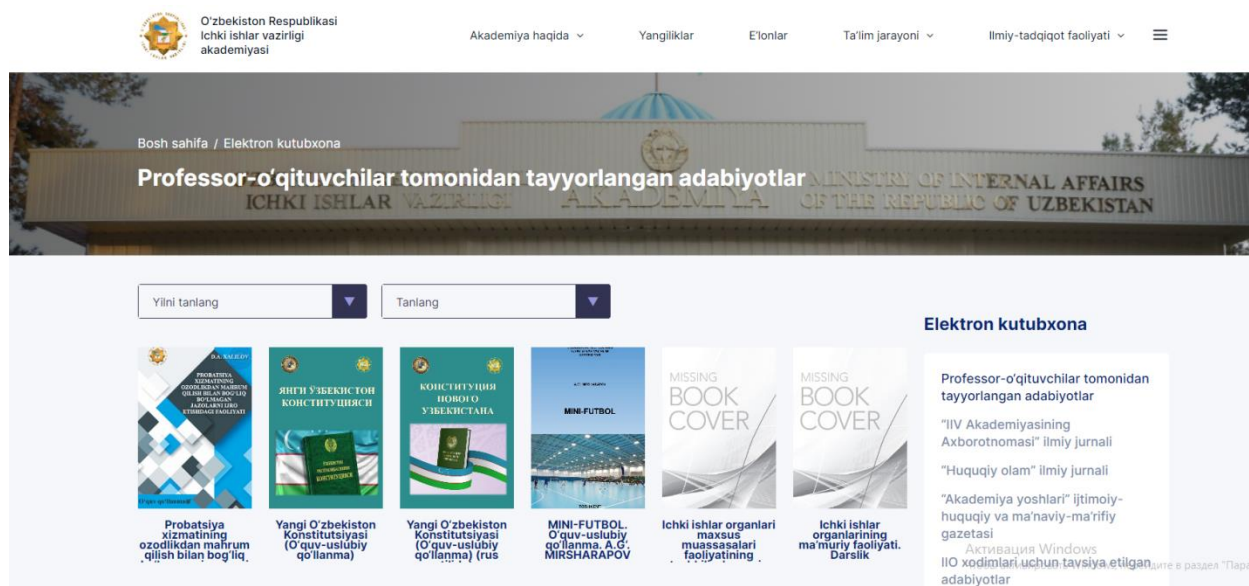 O'zbekiston Respublikasi
Ichki ishlar vazirligi
akademiyasi
Akademiya haqida
Yangiliklar
E'lonlar
Ta'lim jarayoni
Ilmiy-tadqiqot faoliyati
Bosh sahifa / Elektron kutubxona
Professor-o'qituvchilar tomonidan tayyorlangan adabiyotlar
ICHKI ISHLAR VAZIRLIGI AKADEMIYA
MINISTRY OF INTERNAL AFFAIRS
OF THE REPUBLIC OF UZBEKISTAN
Yilni tanlang
Tanlang
PROBATSIYA
XIZMATINING
OZODLIKDAN MAHRUM
QILISH BILAN BOG'LIQ
BO'LMAGAN
JAZOLARNI IJRO
ETISHDAGI FAOLIYATI
ЯНГИ ЎЗБЕКИСТОН
КОНСТИТУЦИЯСИ
КОНСТИТУЦИЯ
НОВОГО
УЗБЕКИСТАНА
MINI-FUTBOL
MISSING
BOOK
COVER
MISSING
BOOK
COVER
Probatsiya
xizmatining
ozodlikdan mahrum
qilish bilan bog'liq
Yangi O'zbekiston
Konstitutsiyasi
(O'quv-uslubiy
qo'llanma)
Yangi O'zbekiston
Konstitutsiyasi
(O'quv-uslubiy
qo'llanma) (rus
MINI-FUTBOL.
O'quv-uslubiy
qo'llanma. A.G'.
MIRSHARAPOV
Ichki ishlar organlari
maxsus
muassasalari
faoliyatining
Ichki ishlar
organlarining
ma'muriy faoliyati.
Darslik
Elektron kutubxona
Professor-o'qituvchilar tomonidan
tayyorlangan adabiyotlar
"IIV Akademiyasining
Axborotnomasi" ilmiy jurnali
"Huquqiy olam" ilmiy jurnali
"Akademiya yoshlari" ijtimoiy-
huquqiy va ma'naviy-ma'rifiy
gazetasi
Активация Windows
IIO xodimlari uchun tavsiya etilgan
adabiyotlar